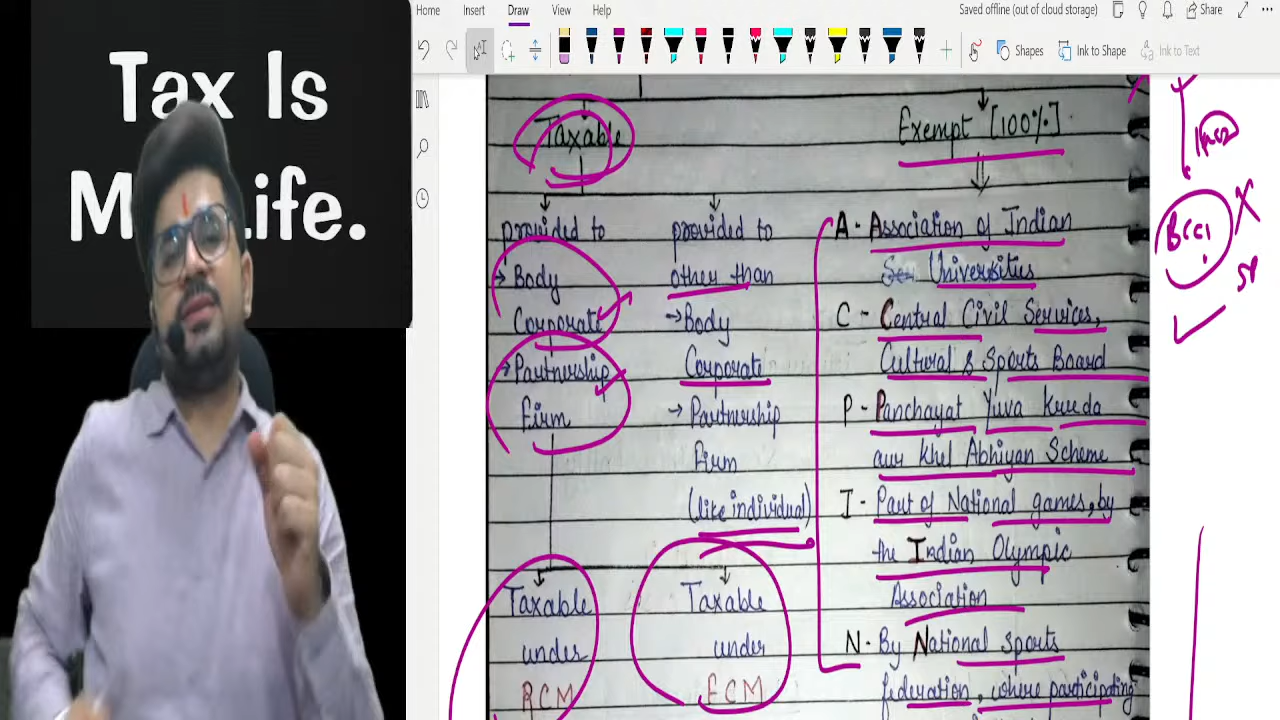 Tax Is
My Life.
Home Insert Draw View Help
Saved offline (out of cloud storage)
Share
Shapes
Ink to Shape
Ink to Text
Taxable
Exempt [100%]
provided to
→ Body
Corporate
→ Partnership
firm
Taxable
under
RCM
provided to
other than
→ Body
Corporate
→ Partnership
Firm
(like individual)
Taxable
under
FCM
A - Association of Indian
Universities
C - Central Civil Services,
Cultural & Sports Board
P - Panchayat Yuva Kreeda
aur Khel Abhiyan Scheme
I - Part of National games, by
the Indian Olympic
Association
N - By National sports
federation, where participating
BCCI